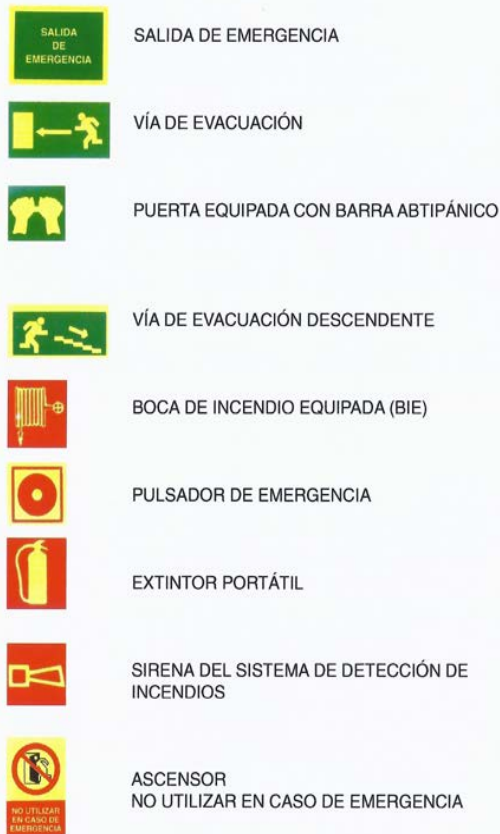 SALIDA
DE
EMERGENCIA
SALIDA DE EMERGENCIA
VÍA DE EVACUACIÓN
PUERTA EQUIPADA CON BARRA ABTIPÁNICO
VÍA DE EVACUACIÓN DESCENDENTE
BOCA DE INCENDIO EQUIPADA (BIE)
PULSADOR DE EMERGENCIA
EXTINTOR PORTÁTIL
SIRENA DEL SISTEMA DE DETECCIÓN DE
INCENDIOS
NO UTILIZAR
EN CASO DE
EMERGENCIA
ASCENSOR
NO UTILIZAR EN CASO DE EMERGENCIA